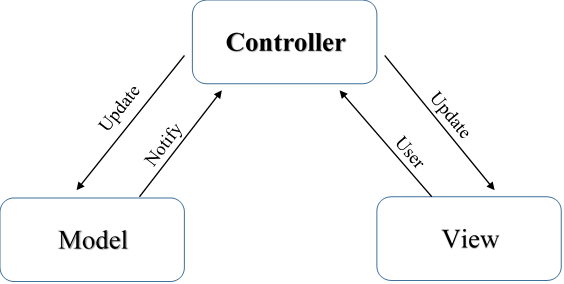 Controller
Update
Notify
User
Update
Model
View